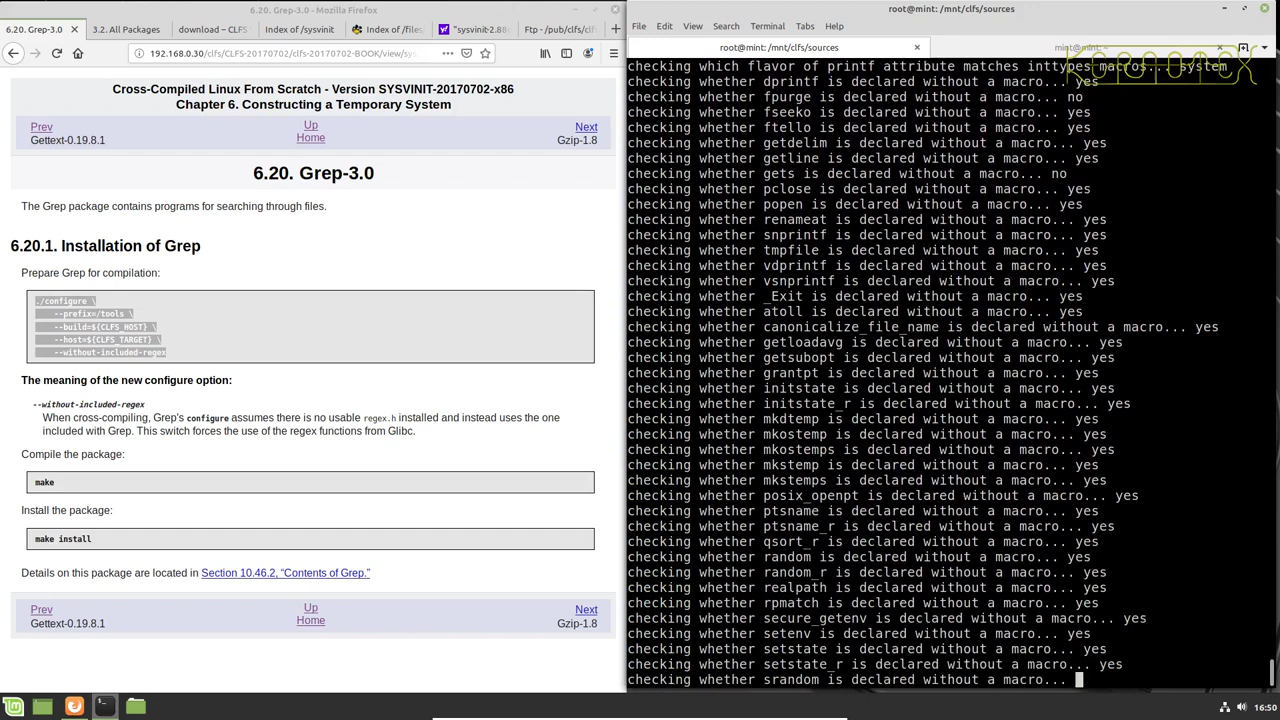 6.20. Grep-3.0 - Mozilla Firefox
6.20. Grep-3.0
3.2. All Packages
download – CLFS
Index of /sysvinit
Index of /files
"sysvinit-2.88
Ftp - /pub/clfs/con
192.168.0.30/clfs/CLFS-20170702/clfs-20170702-BOOK/view/sy
Cross-Compiled Linux From Scratch - Version SYSVINIT-20170702-x86
Chapter 6. Constructing a Temporary System
Prev
Up
Next
Gettext-0.19.8.1
Home
Gzip-1.8
6.20. Grep-3.0
The Grep package contains programs for searching through files.
6.20.1. Installation of Grep
Prepare Grep for compilation:
./configure \
--prefix=/tools \
--build=${CLFS_HOST} \
--host=${CLFS_TARGET} \
--without-included-regex
The meaning of the new configure option:
--without-included-regex
When cross-compiling, Grep's configure assumes there is no usable regex.h installed and instead uses the one
included with Grep. This switch forces the use of the regex functions from Glibc.
Compile the package:
make
Install the package:
make install
Details on this package are located in Section 10.46.2, “Contents of Grep.”
Prev
Up
Next
Gettext-0.19.8.1
Home
Gzip-1.8
root@mint: /mnt/clfs/sources
File Edit View Search Terminal Tabs Help
root@mint: /mnt/clfs/sources
mint@mint: ~
checking which flavor of printf attribute matches inttypes macros... system
checking whether dprintf is declared without a macro... yes
checking whether fpurge is declared without a macro... no
checking whether fseeko is declared without a macro... yes
checking whether ftello is declared without a macro... yes
checking whether getdelim is declared without a macro... yes
checking whether getline is declared without a macro... yes
checking whether gets is declared without a macro... no
checking whether pclose is declared without a macro... yes
checking whether popen is declared without a macro... yes
checking whether renameat is declared without a macro... yes
checking whether snprintf is declared without a macro... yes
checking whether tmpfile is declared without a macro... yes
checking whether vdprintf is declared without a macro... yes
checking whether vsnprintf is declared without a macro... yes
checking whether _Exit is declared without a macro... yes
checking whether atoll is declared without a macro... yes
checking whether canonicalize_file_name is declared without a macro... yes
checking whether getloadavg is declared without a macro... yes
checking whether getsubopt is declared without a macro... yes
checking whether grantpt is declared without a macro... yes
checking whether initstate is declared without a macro... yes
checking whether initstate_r is declared without a macro... yes
checking whether mkdtemp is declared without a macro... yes
checking whether mkostemp is declared without a macro... yes
checking whether mkostemps is declared without a macro... yes
checking whether mkstemp is declared without a macro... yes
checking whether mkstemps is declared without a macro... yes
checking whether posix_openpt is declared without a macro... yes
checking whether ptsname is declared without a macro... yes
checking whether ptsname_r is declared without a macro... yes
checking whether qsort_r is declared without a macro... yes
checking whether random is declared without a macro... yes
checking whether random_r is declared without a macro... yes
checking whether realpath is declared without a macro... yes
checking whether rpmatch is declared without a macro... yes
checking whether secure_getenv is declared without a macro... yes
checking whether setenv is declared without a macro... yes
checking whether setstate is declared without a macro... yes
checking whether setstate_r is declared without a macro... yes
checking whether srandom is declared without a macro...
16:50